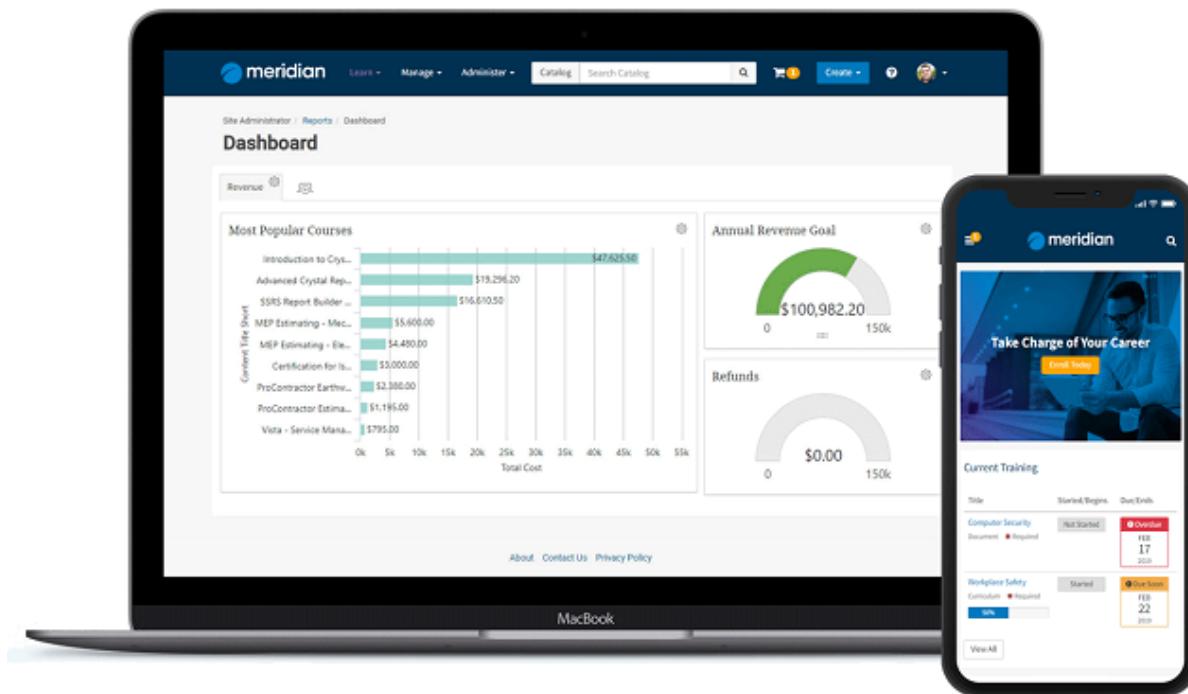 meridian Learn Manage Administer Catalog Search Catalog 1 Create ?
Site Administrator / Reports / Dashboard
Dashboard
Revenue
Most Popular Courses
Content Title Short
Introduction to Crys... $47,625.50
Advanced Crystal Rep... $19,296.20
SSRS Report Builder ... $16,610.50
MEP Estimating - Mec... $5,600.00
MEP Estimating - Ele... $4,480.00
Certification for Is... $3,000.00
ProContractor Earthw... $2,380.00
ProContractor Estima... $1,195.00
Vista - Service Mana... $795.00
0k 5k 10k 15k 20k 25k 30k 35k 40k 45k 50k 55k
Total Cost
Annual Revenue Goal
$100,982.20
0 150k
Refunds
$0.00
0 150k
About Contact Us Privacy Policy
MacBook
meridian
Take Charge of Your Career
Enroll Today
Current Training
Title Started/Begins Due/Ends
Computer Security Not Started Overdue
Document Required FEB
17
2019
Workplace Safety Started Due Soon
Curriculum Required FEB
50% 22
2019
View All